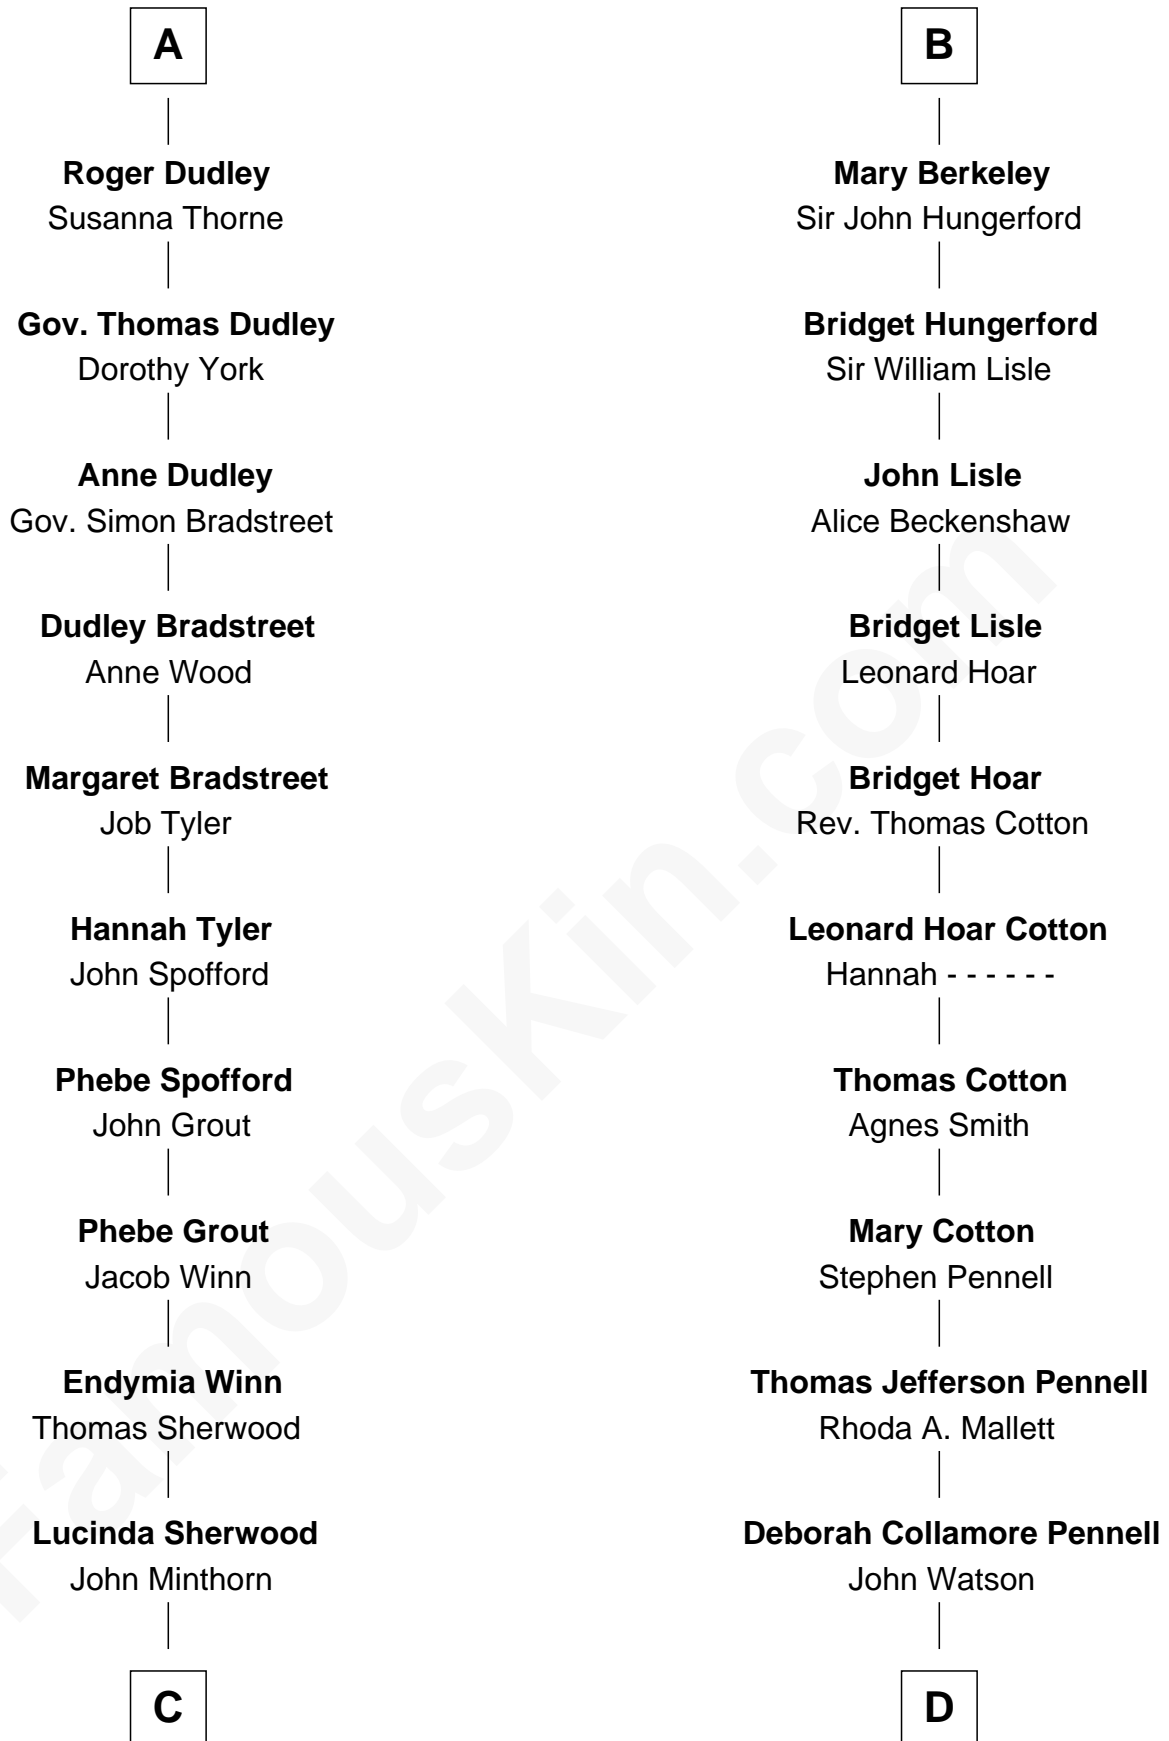 A
Roger Dudley
Susanna Thorne
Gov. Thomas Dudley
Dorothy York
Anne Dudley
Gov. Simon Bradstreet
Dudley Bradstreet
Anne Wood
Margaret Bradstreet
Job Tyler
Hannah Tyler
John Spofford
Phebe Spofford
John Grout
Phebe Grout
Jacob Winn
Endymia Winn
Thomas Sherwood
Lucinda Sherwood
John Minthorn
C
B
Mary Berkeley
Sir John Hungerford
Bridget Hungerford
Sir William Lisle
John Lisle
Alice Beckenshaw
Bridget Lisle
Leonard Hoar
Bridget Hoar
Rev. Thomas Cotton
Leonard Hoar Cotton
Hannah - - - - - -
Thomas Cotton
Agnes Smith
Mary Cotton
Stephen Pennell
Thomas Jefferson Pennell
Rhoda A. Mallett
Deborah Collamore Pennell
John Watson
D
FamousKin.com